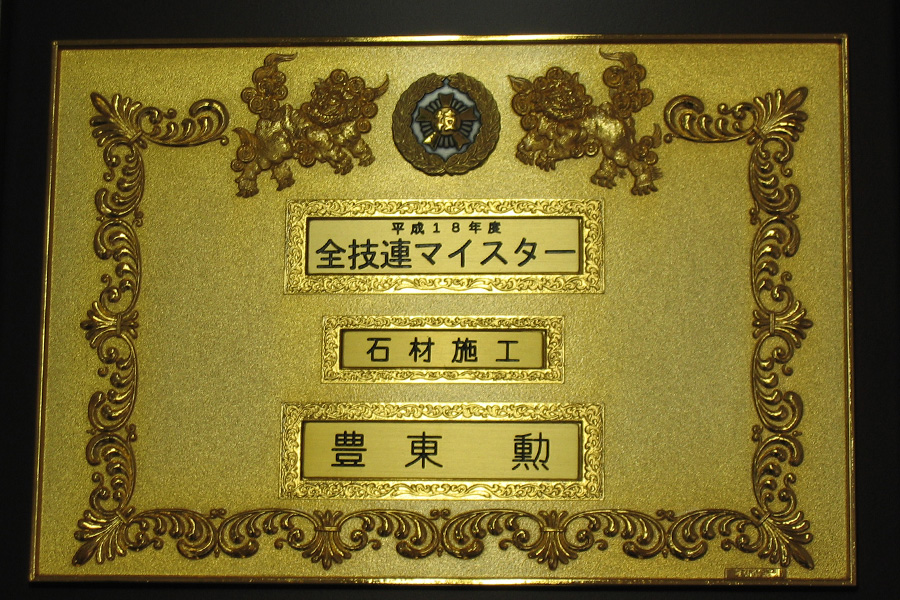 平成18年度
全技連マイスター
石材施工
豊東 勲